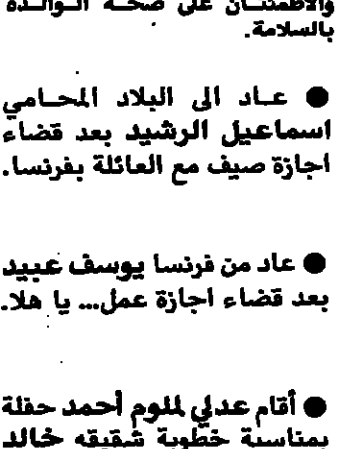 والاطمئنان على صحة الوالدة
بالسلامة.
● عاد الى البلاد المحامي
اسماعيل الرشيد بعد قضاء
اجازة صيف مع العائلة بفرنسا.
● عاد من فرنسا يوسف عبيد
بعد قضاء اجازة عمل... يا هلا.
● أقام عدلي ملوم أحمد حفلة
بمناسبة خطوبة شقيقه خالد